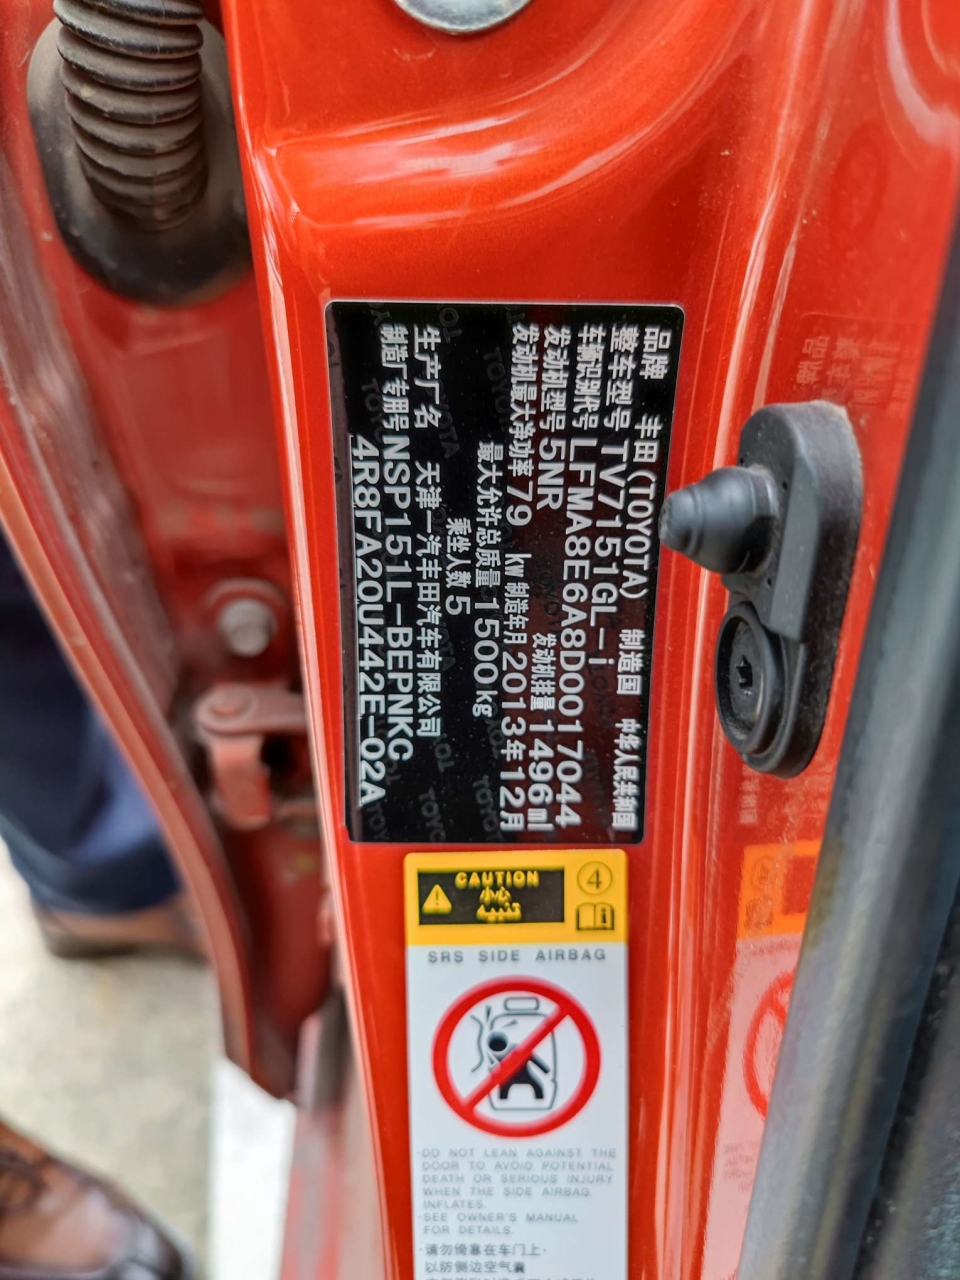 品牌 丰田(TOYOTA) 制造国 中华人民共和国
整车型号 TV7151GL-i
车辆识别代号 LFMA8E6A8D0017044
发动机型号 5NR 发动机排量 1496ml
发动机最大净功率 79 kw 制造年月 2013年12月
最大允许总质量 1500kg
乘坐人数 5
生产厂名 天津一汽丰田汽车有限公司
制造厂专用号 NSP151L-BEPNKG
4R8FA20U442E-02A
CAUTION
小心
4
SRS SIDE AIRBAG
·DO NOT LEAN AGAINST THE
DOOR TO AVOID POTENTIAL
DEATH OR SERIOUS INJURY
WHEN THE SIDE AIRBAG
INFLATES.
·SEE OWNER'S MANUAL
FOR DETAILS.
·请勿倚靠在车门上·
以防侧边空气囊